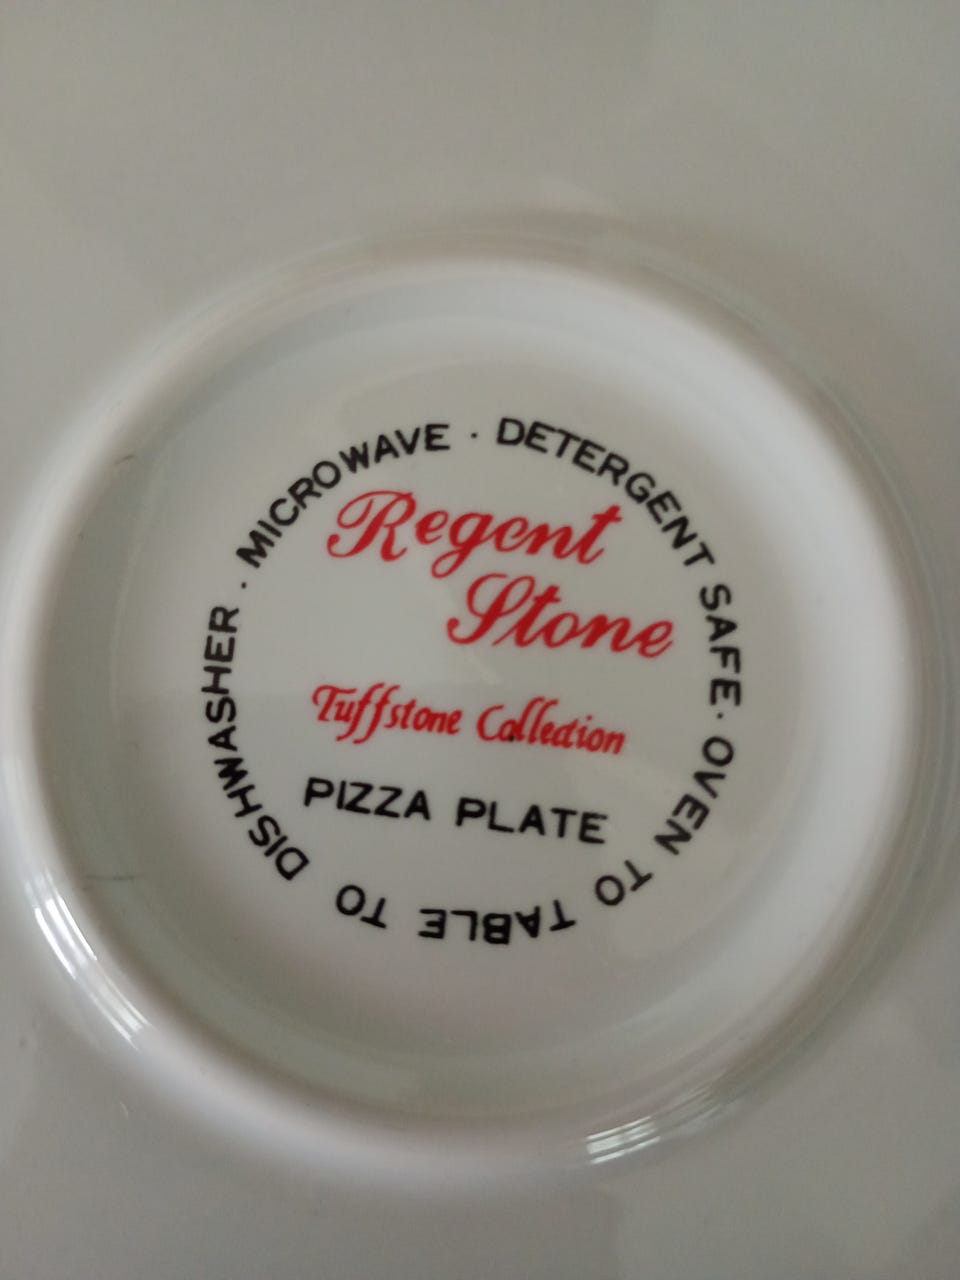 MICROWAVE · DETERGENT SAFE · OVEN TO TABLE TO DISHWASHER ·
Regent
Stone
Tuffstone Collection
PIZZA PLATE